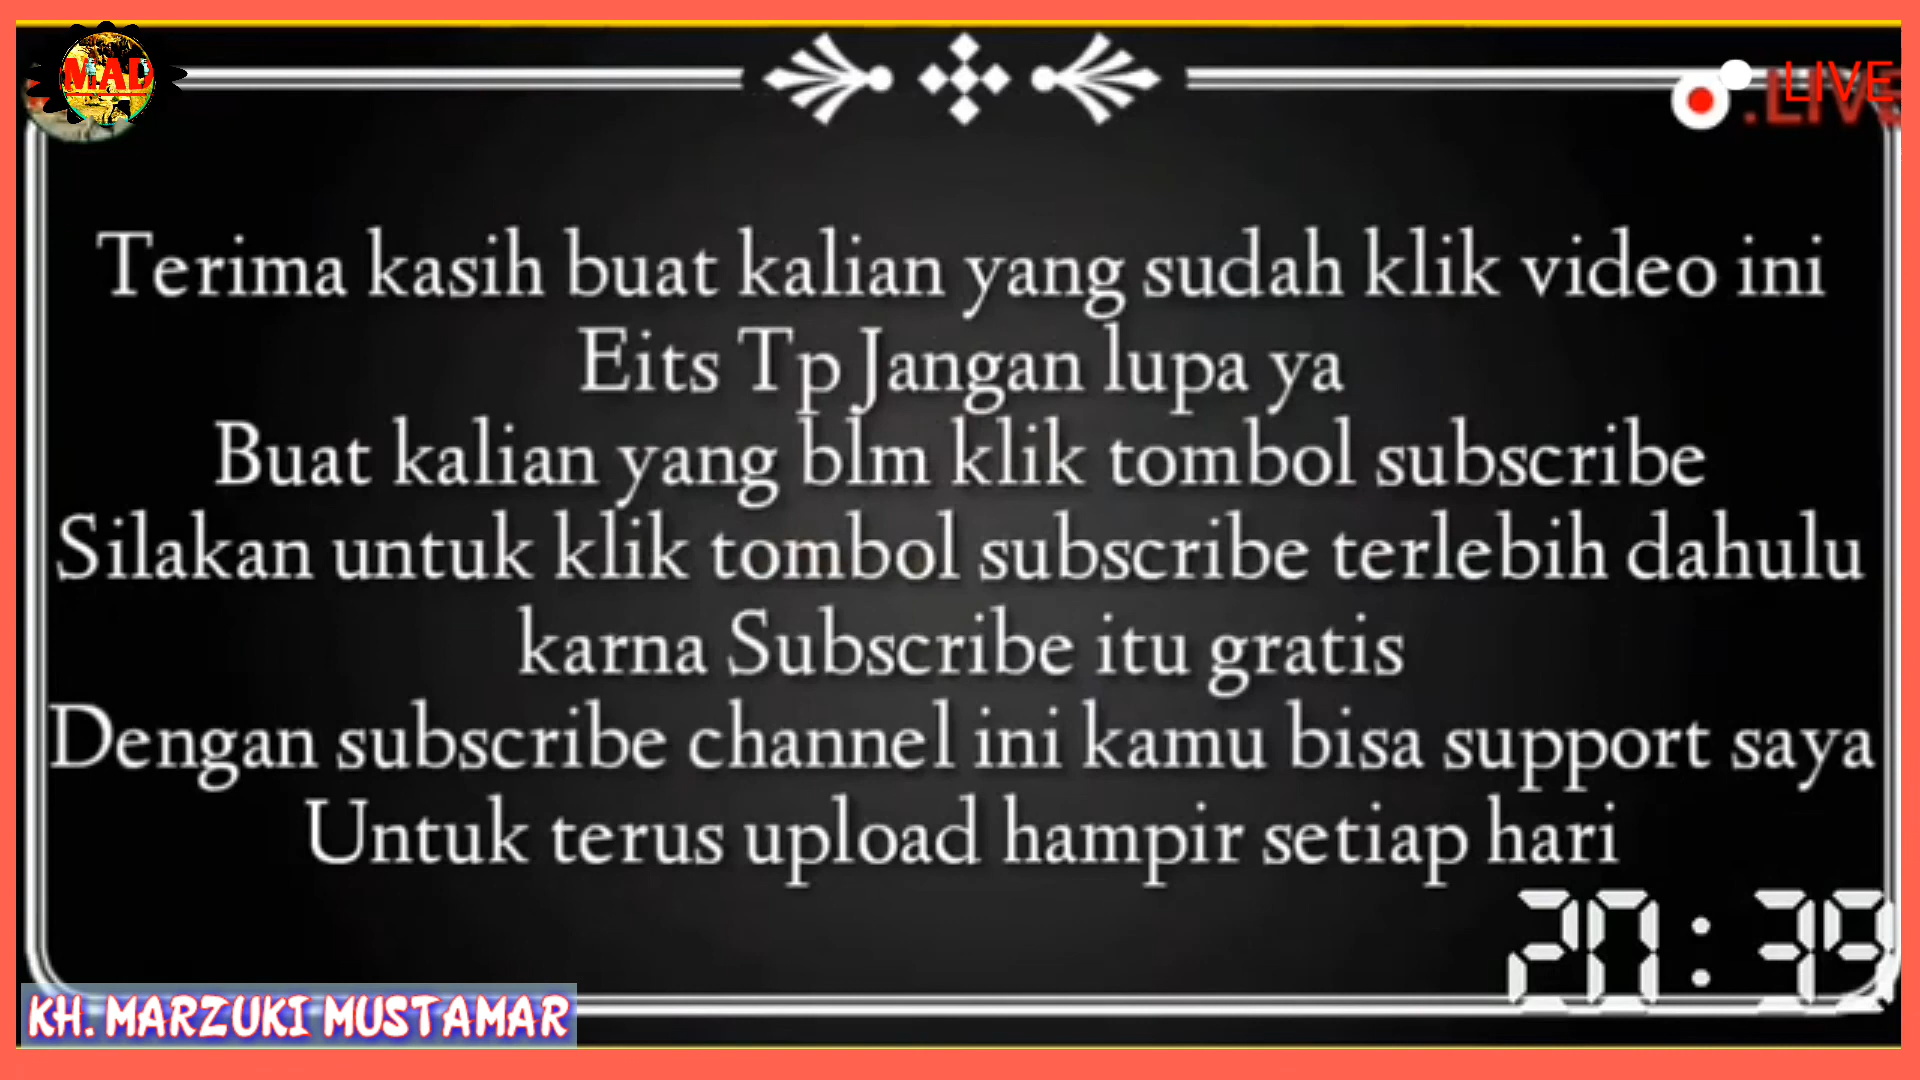 MAD
LIVE
.LIVE
Terima kasih buat kalian yang sudah klik video ini
Eits Tp Jangan lupa ya
Buat kalian yang blm klik tombol subscribe
Silakan untuk klik tombol subscribe terlebih dahulu
karna Subscribe itu gratis
Dengan subscribe channel ini kamu bisa support saya
Untuk terus upload hampir setiap hari
20:39
KH. MARZUKI MUSTAMAR